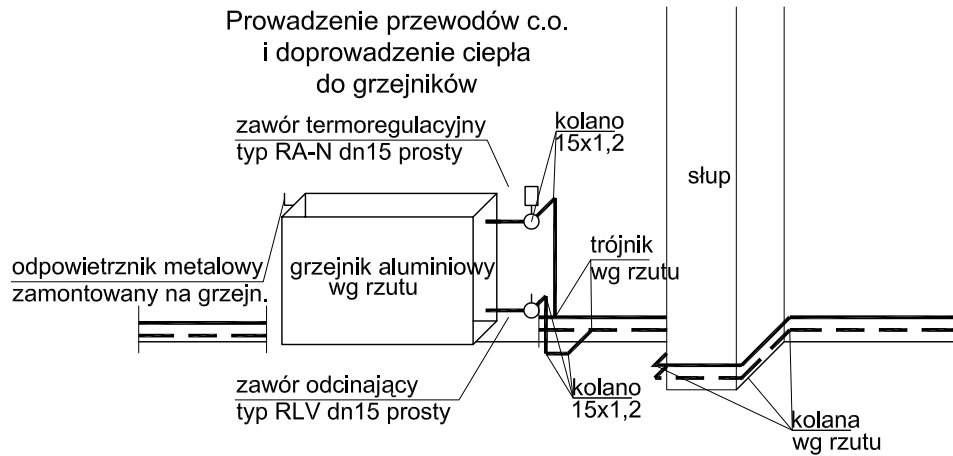 Prowadzenie przewodów c.o.
i doprowadzenie ciepła
do grzejników
zawór termoregulacyjny
typ RA-N dn15 prosty
kolano
15x1,2
słup
trójnik
wg rzutu
odpowietrznik metalowy
zamontowany na grzejn.
grzejnik aluminiowy
wg rzutu
zawór odcinający
typ RLV dn15 prosty
kolano
15x1,2
kolana
wg rzutu